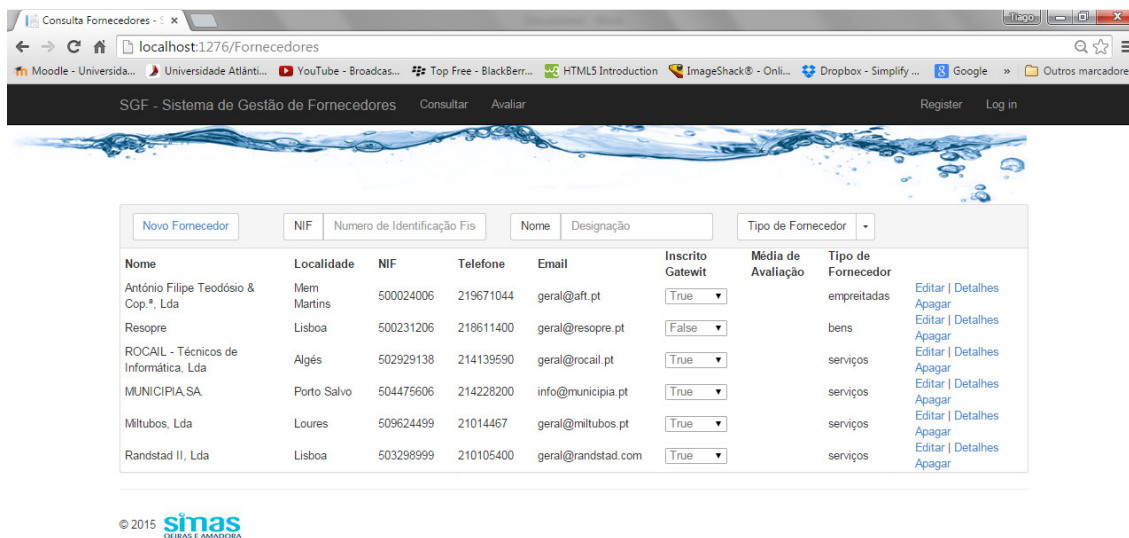 Consulta Fornecedores - S
Tiago
localhost:1276/Fornecedores
Moodle - Universida... Universidade Atlânti... YouTube - Broadcas... Top Free - BlackBerr... HTML5 Introduction ImageShack® - Onli... Dropbox - Simplify ... Google » Outros marcadore
SGF - Sistema de Gestão de Fornecedores Consultar Avaliar Register Log in
Novo Fornecedor NIF Numero de Identificação Fis Nome Designação Tipo de Fornecedor
Nome Localidade NIF Telefone Email Inscrito Gatewit Média de Avaliação Tipo de Fornecedor
António Filipe Teodósio & Cop.ª, Lda Mem Martins 500024006 219671044 geral@aft.pt True empreitadas Editar | Detalhes Apagar
Resopre Lisboa 500231206 218611400 geral@resopre.pt False bens Editar | Detalhes Apagar
ROCAIL - Técnicos de Informática, Lda Algés 502929138 214139590 geral@rocail.pt True serviços Editar | Detalhes Apagar
MUNICIPIA,SA. Porto Salvo 504475606 214228200 info@municipia.pt True serviços Editar | Detalhes Apagar
Miltubos, Lda Loures 509624499 21014467 geral@miltubos.pt True serviços Editar | Detalhes Apagar
Randstad II, Lda Lisboa 503298999 210105400 geral@randstad.com True serviços Editar | Detalhes Apagar
© 2015 simas
OEIRAS E AMADORA